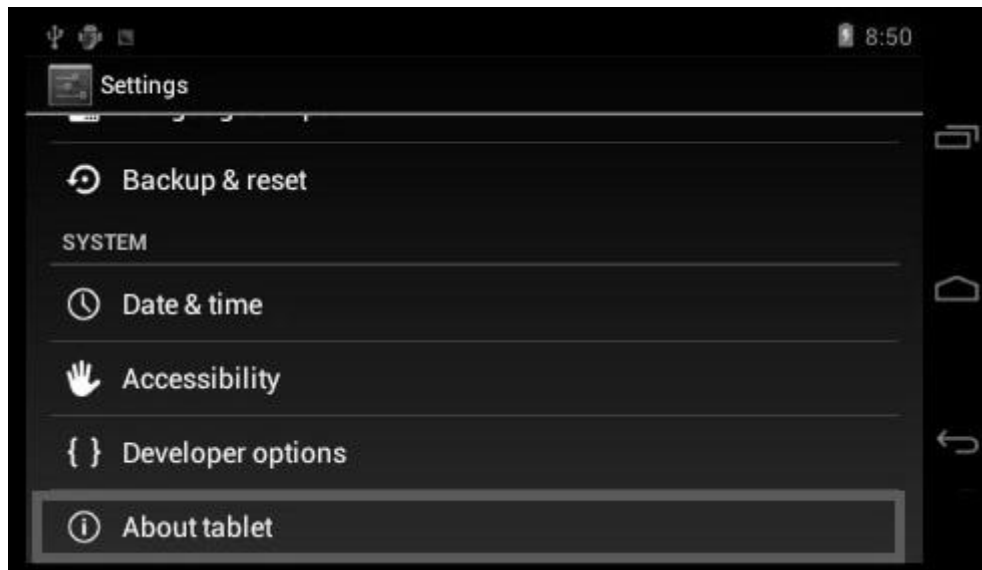 8:50
Settings
Backup & reset
SYSTEM
Date & time
Accessibility
{ } Developer options
About tablet